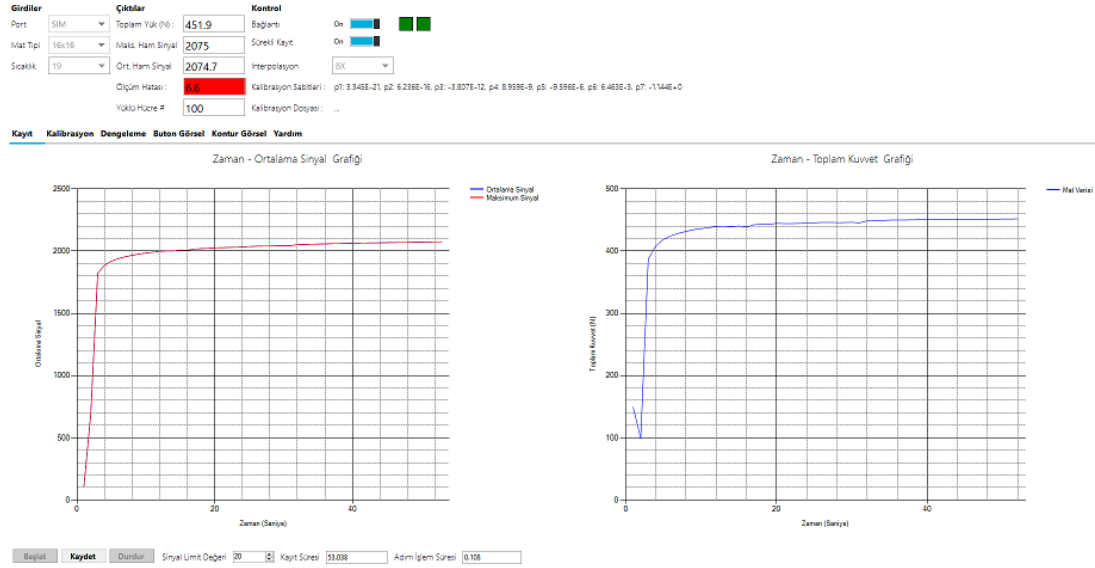 Girdiler Çıktılar Kontrol
Port SIM Toplam Yük (N) : 451.9 Bağlantı On
Mat Tipi 16x16 Maks. Ham Sinyal 2075 Sürekli Kayıt On
Sıcaklık 19 Ort. Ham Sinyal 2074.7 Interpolasyon 8X
Ölçüm Hatası : 6.6 Kalibrasyon Sabitleri : p1: 3.345E-21, p2: 6.236E-16, p3: -3.807E-12, p4: 8.959E-9, p5: -9.596E-6, p6: 6.463E-3, p7: -1.144E+0
Yüklü Hücre # 100 Kalibrasyon Dosyası : ...
Kayıt Kalibrasyon Dengeleme Buton Görsel Kontur Görsel Yardım
Zaman - Ortalama Sinyal Grafiği
Ortalama Sinyal
Maksimum Sinyal
2500
2000
1500
1000
500
0
Ortalama Sinyal
0 20 40
Zaman (Saniye)
Zaman - Toplam Kuvvet Grafiği
Mat Verisi
500
400
300
200
100
0
Toplam Kuvvet (N)
0 20 40
Zaman (Saniye)
Başlat Kaydet Durdur Sinyal Limit Değeri 20 Kayıt Süresi 53.038 Adım İşlem Süresi 0.108